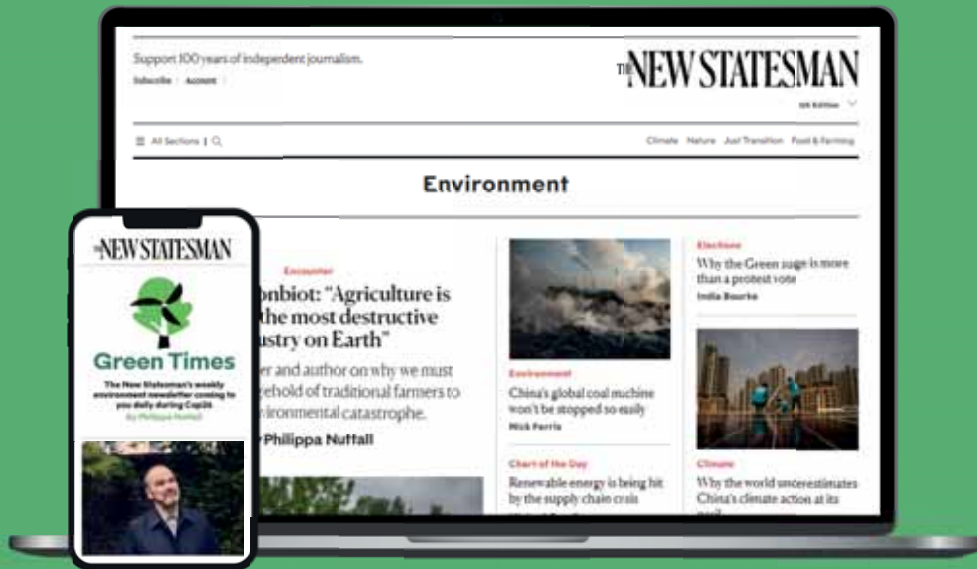 Support 100 years of independent journalism.
Subscribe Account
THE NEW STATESMAN
UK Edition
All Sections
Climate Nature Just Transition Food & Farming
Environment
THE NEW STATESMAN
Green Times
The New Statesman's weekly
environment newsletter coming to
you daily during Cop26
By Philippa Nuttall
Encounter
onbiot: "Agriculture is
the most destructive
ustry on Earth"
er and author on why we must
ehold of traditional farmers to
vironmental catastrophe.
Philippa Nuttall
Environment
China's global coal machine
won't be stopped so easily
Nick Ferris
Chart of the Day
Renewable energy is being hit
by the supply chain crisis
Elections
Why the Green surge is more
than a protest vote
India Bourke
Climate
Why the world underestimates
China's climate action at its